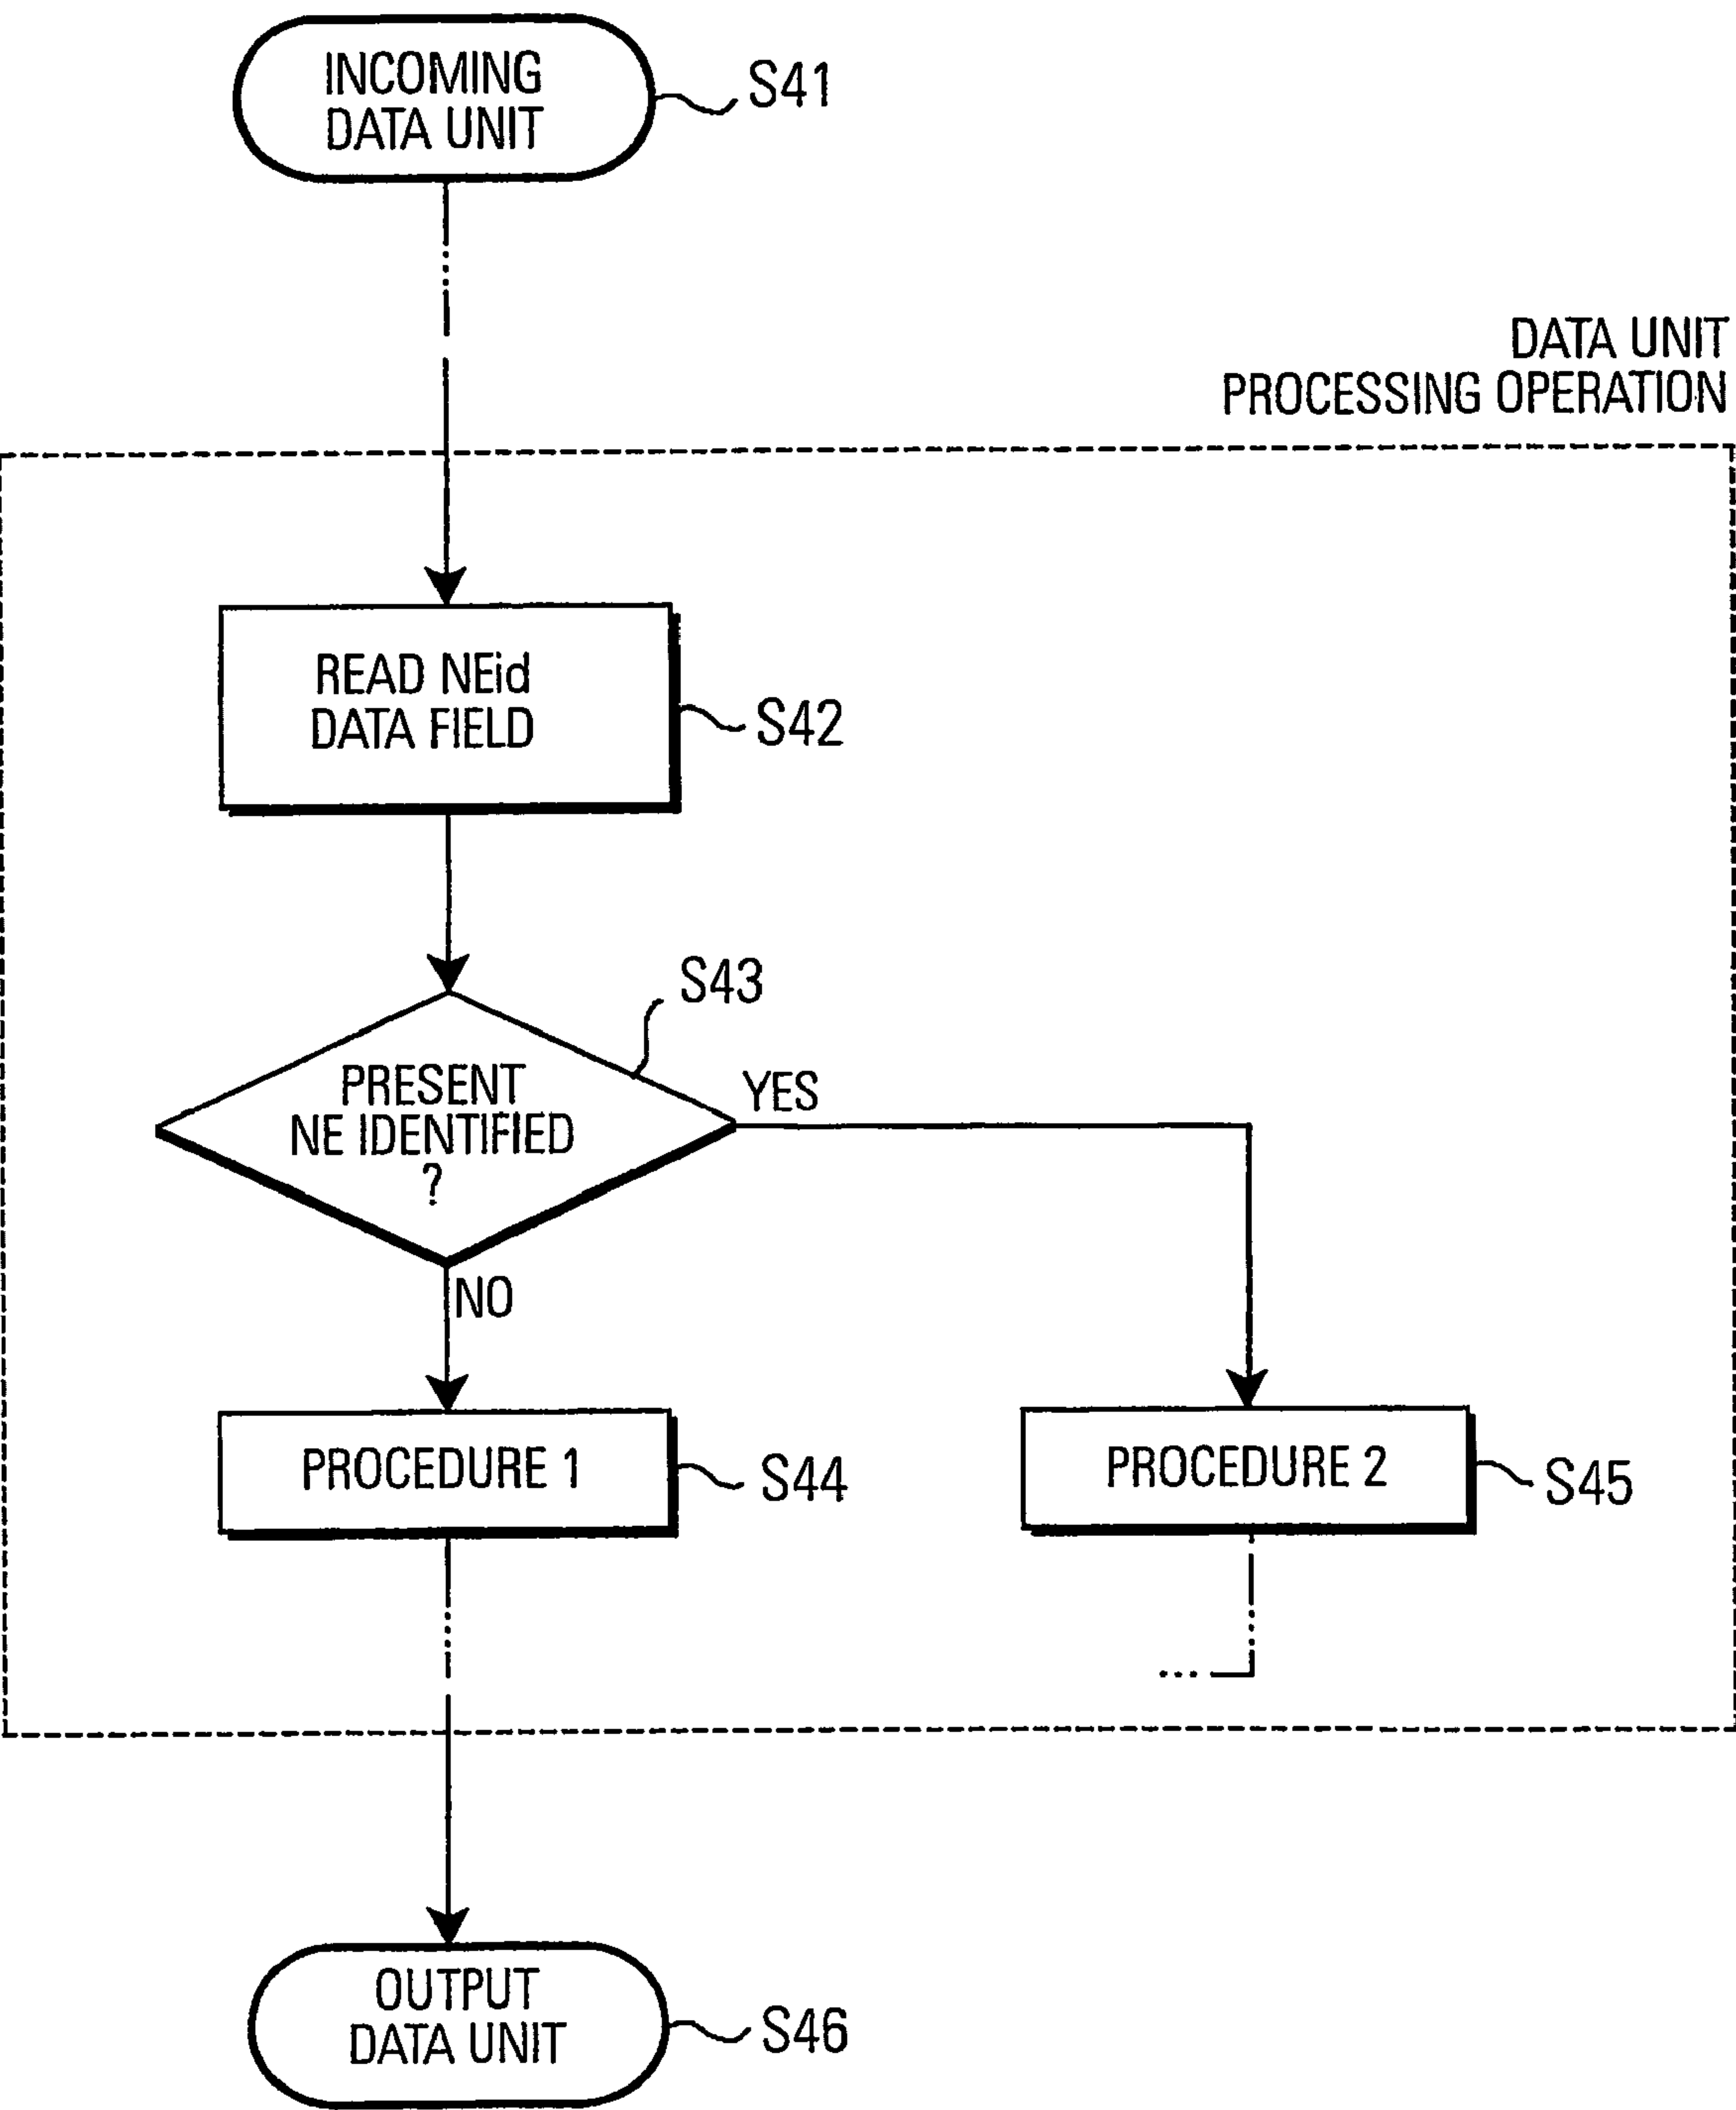 INCOMING
DATA UNIT
S41
DATA UNIT
PROCESSING OPERATION
READ NEid
DATA FIELD
S42
S43
PRESENT
NE IDENTIFIED
?
YES
NO
PROCEDURE 1
S44
PROCEDURE 2
S45
OUTPUT
DATA UNIT
S46